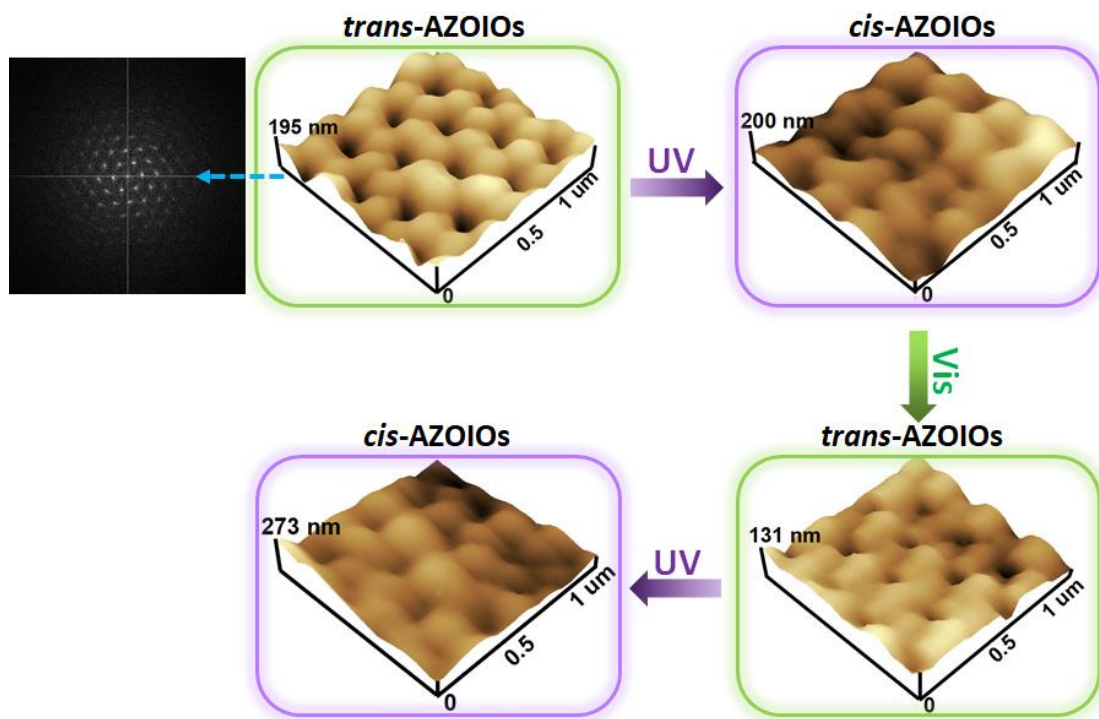 trans-AZOIOs
195 nm
1 um
0.5
0
UV
cis-AZOIOs
200 nm
1 um
0.5
0
Vis
trans-AZOIOs
131 nm
1 um
0.5
0
UV
cis-AZOIOs
273 nm
1 um
0.5
0